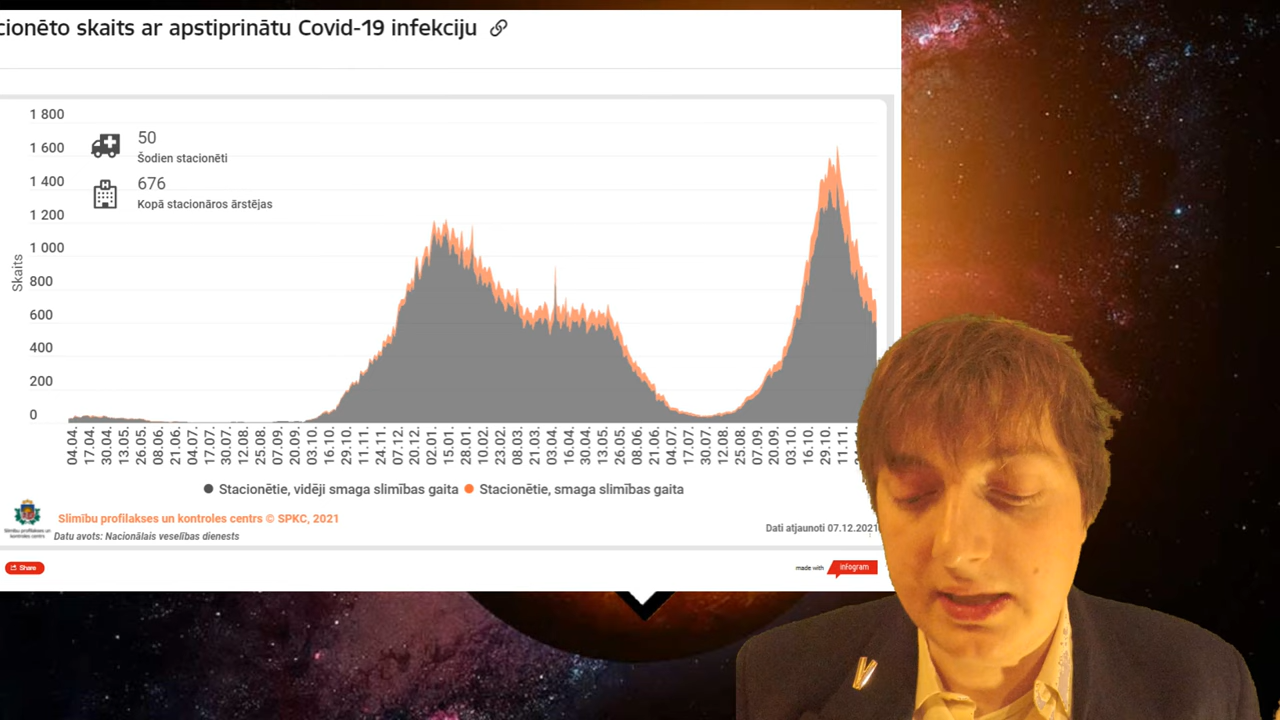 cionēto skaits ar apstiprinātu Covid-19 infekciju
1 800
50
1 600
Šodien stacionēti
1 400
676
1 200
Kopā stacionāros ārstējas
1 000
Skaits
800
600
400
200
0
04.04. 17.04. 30.04. 13.05. 26.05. 08.06. 21.06. 04.07. 17.07. 30.07. 12.08. 25.08. 07.09. 20.09. 03.10. 16.10. 29.10. 11.11. 24.11. 07.12. 20.12. 02.01. 15.01. 28.01. 10.02. 23.02. 08.03. 21.03. 03.04. 16.04. 30.04. 13.05. 26.05. 08.06. 21.06. 04.07. 17.07. 30.07. 12.08. 25.08. 07.09. 20.09. 03.10. 16.10. 29.10. 11.11.
Stacionētie, vidēji smaga slimības gaita Stacionētie, smaga slimības gaita
Slimību profilakses un kontroles centrs © SPKC, 2021
Slimību profilakses un
kontroles centrs
Datu avots: Nacionālais veselības dienests
Dati atjaunoti 07.12.2021
Share
made with infogram